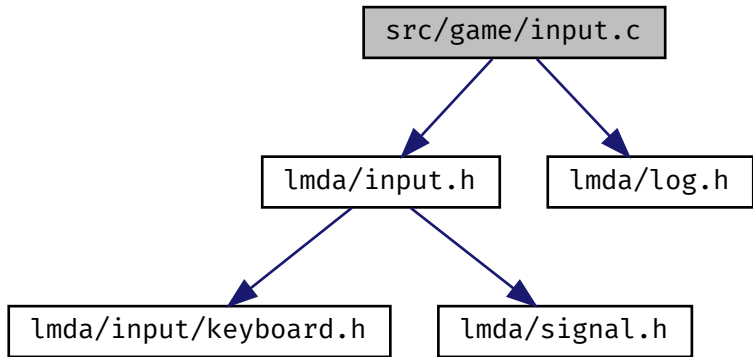 src/game/input.c
lmda/input.h
lmda/log.h
lmda/input/keyboard.h
lmda/signal.h